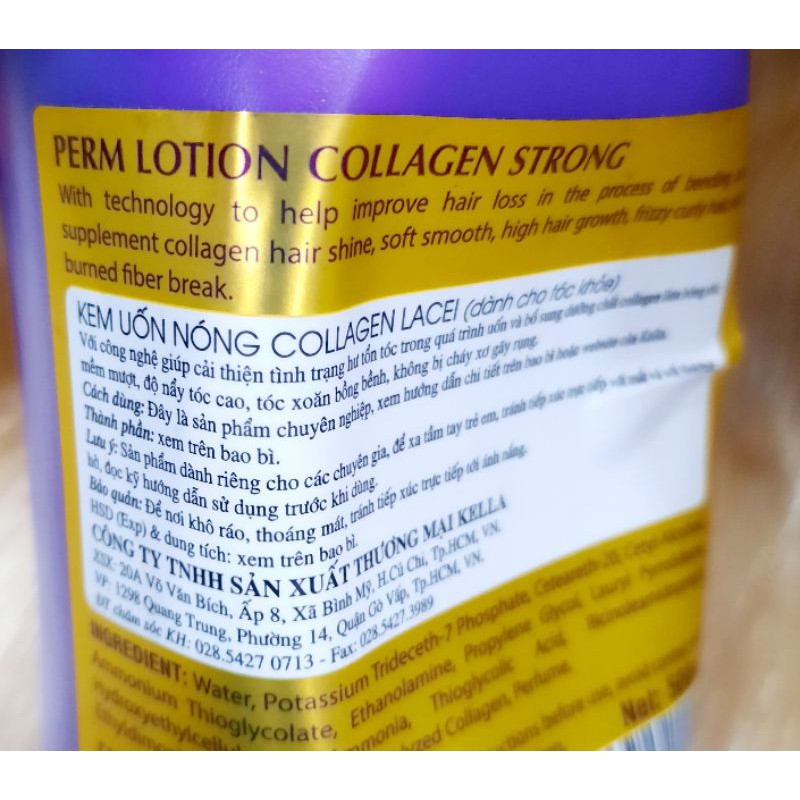 PERM LOTION COLLAGEN STRONG
With technology to help improve hair loss in the process of bending
supplement collagen hair shine, soft smooth, high hair growth, frizzy curly
burned fiber break.
KEM UỐN NÓNG COLLAGEN LACEI (dành cho tóc khỏe)
Với công nghệ giúp cải thiện tình trạng hư tổn tóc trong quá trình uốn và bổ sung dưỡng chất collagen
mềm mượt, độ nẩy tóc cao, tóc xoăn bồng bềnh, không bị cháy xơ gãy rụng.
Cách dùng: Đây là sản phẩm chuyên nghiệp, xem hướng dẫn chi tiết trên bao bì hoặc website của Kella.
Thành phần: xem trên bao bì.
Lưu ý: Sản phẩm dành riêng cho các chuyên gia, để xa tầm tay trẻ em, tránh tiếp xúc trực tiếp với mắt và vết thương
hở, đọc kỹ hướng dẫn sử dụng trước khi dùng.
Bảo quản: Để nơi khô ráo, thoáng mát, tránh tiếp xúc trực tiếp tới ánh nắng.
HSD (Exp) & dung tích: xem trên bao bì.
CÔNG TY TNHH SẢN XUẤT THƯƠNG MẠI KELLA
XSX: 20A Võ Văn Bích, Ấp 8, Xã Bình Mỹ, H.Củ Chi, Tp.HCM, VN.
VP: 1298 Quang Trung, Phường 14, Quận Gò Vấp, Tp.HCM, VN.
ĐT chăm sóc KH: 028.5427 0713 - Fax: 028.5427.3989
INGREDIENT: Water, Potassium Trideceth-7 Phosphate, Ceteareth-20, Cetyl Alcohol,
Ammonium Thioglycolate, Ethanolamine, Propylene Glycol, Lauryl
Ammonia, Thioglycolic Acid,
Collagen, Perfume.
before use,
Net: